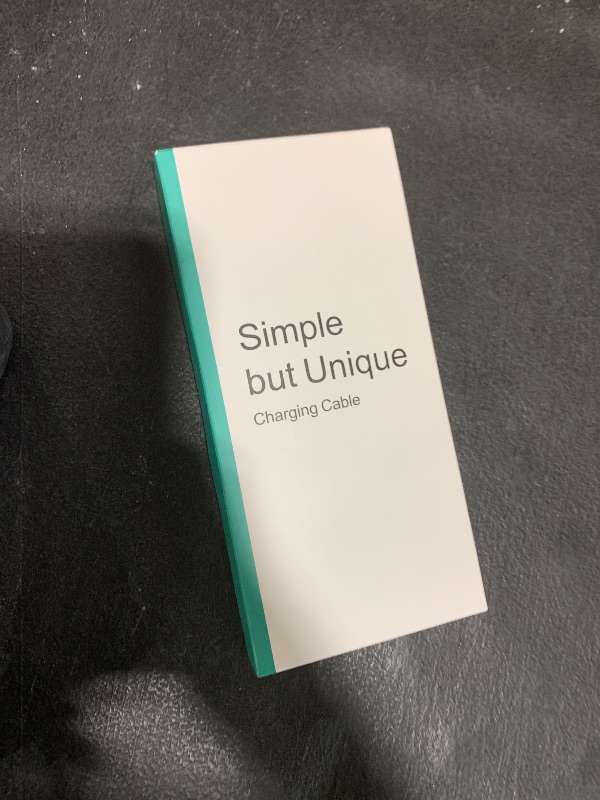 Simple
but Unique
Charging Cable